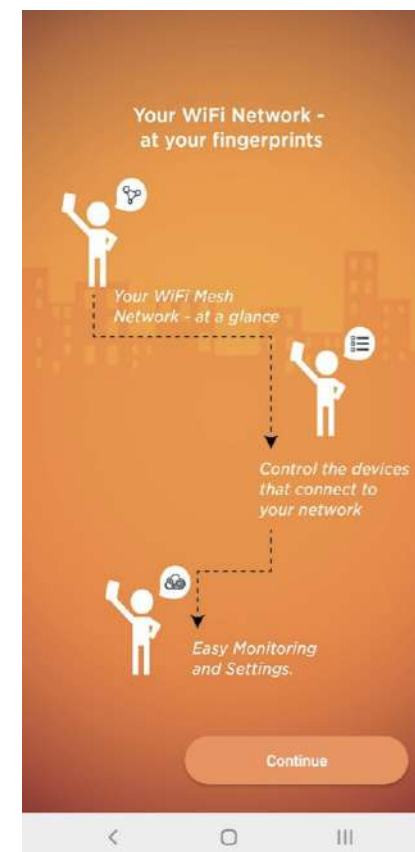 Your WiFi Network -
at your fingerprints
Your WiFi Mesh
Network - at a glance
Control the devices
that connect to
your network
Easy Monitoring
and Settings.
Continue